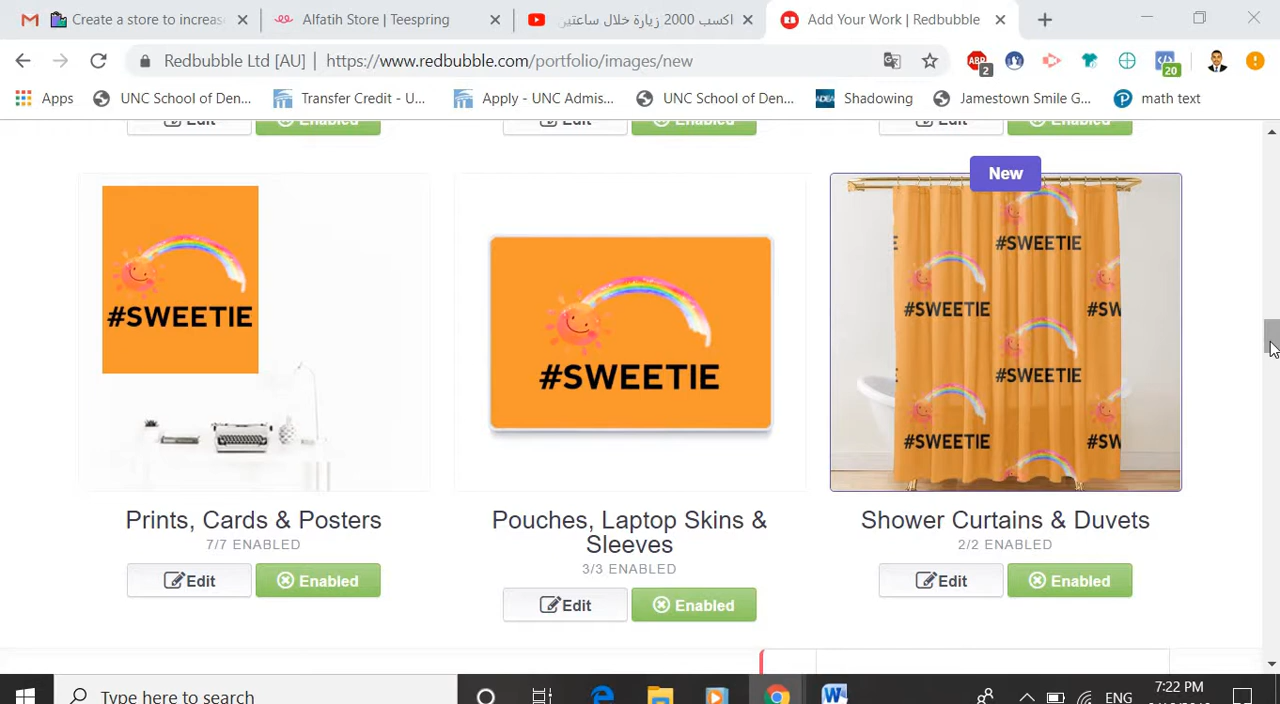 Create a store to increas
Alfatih Store | Teespring
اكسب 2000 زيارة خلال ساعتين
Add Your Work | Redbubble
Redbubble Ltd [AU] | https://www.redbubble.com/portfolio/images/new
ABP 2
20
Apps
UNC School of Den...
Transfer Credit - U...
Apply - UNC Admis...
UNC School of Den...
ADEA
Shadowing
Jamestown Smile G...
math text
Edit
Enabled
Edit
Enabled
Edit
Enabled
New
#SWEETIE
#SWEETIE
#SWEETIE
#SWEETIE
#SW
#SWEETIE
#SWEETIE
#SW
Prints, Cards & Posters
7/7 ENABLED
Edit
Enabled
Pouches, Laptop Skins &
Sleeves
3/3 ENABLED
Edit
Enabled
Shower Curtains & Duvets
2/2 ENABLED
Edit
Enabled
Type here to search
ENG
7:22 PM